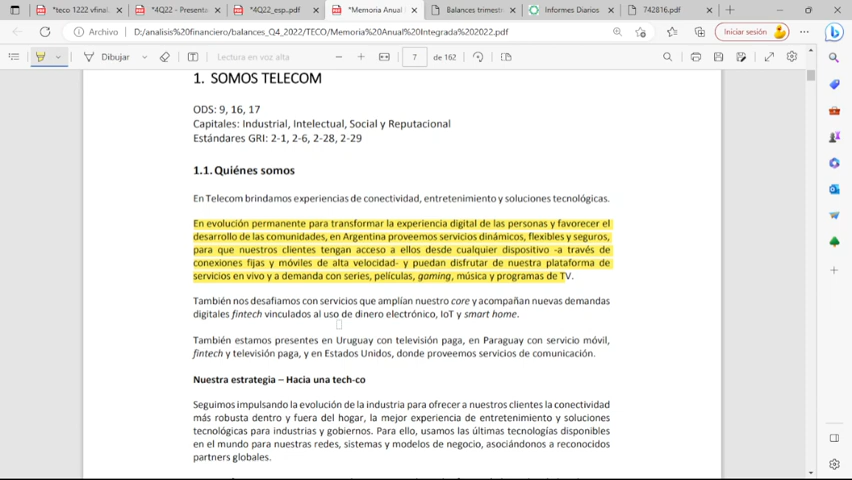 *teco 1222 vfinal.
*4Q22 - Presenta
*4Q22_esp..pdf
*Memoria Anual
Balances trimestr
Informes Diarios
742816.pdf
Archivo D:/analisis%20financiero/balances_Q4_2022/TECO/Memoria%20Anual%20Integrada%202022.pdf
Iniciar sesión
Dibujar
Lectura en voz alta
7 de 162
1. SOMOS TELECOM
ODS: 9, 16, 17
Capitales: Industrial, Intelectual, Social y Reputacional
Estándares GRI: 2-1, 2-6, 2-28, 2-29
1.1. Quiénes somos
En Telecom brindamos experiencias de conectividad, entretenimiento y soluciones tecnológicas.
En evolución permanente para transformar la experiencia digital de las personas y favorecer el
desarrollo de las comunidades, en Argentina proveemos servicios dinámicos, flexibles y seguros,
para que nuestros clientes tengan acceso a ellos desde cualquier dispositivo -a través de
conexiones fijas y móviles de alta velocidad- y puedan disfrutar de nuestra plataforma de
servicios en vivo y a demanda con series, películas, gaming, música y programas de TV.
También nos desafiamos con servicios que amplían nuestro core y acompañan nuevas demandas
digitales fintech vinculados al uso de dinero electrónico, IoT y smart home.
También estamos presentes en Uruguay con televisión paga, en Paraguay con servicio móvil,
fintech y televisión paga, y en Estados Unidos, donde proveemos servicios de comunicación.
Nuestra estrategia – Hacia una tech-co
Seguimos impulsando la evolución de la industria para ofrecer a nuestros clientes la conectividad
más robusta dentro y fuera del hogar, la mejor experiencia de entretenimiento y soluciones
tecnológicas para industrias y gobiernos. Para ello, usamos las últimas tecnologías disponibles
en el mundo para nuestras redes, sistemas y modelos de negocio, asociándonos a reconocidos
partners globales.